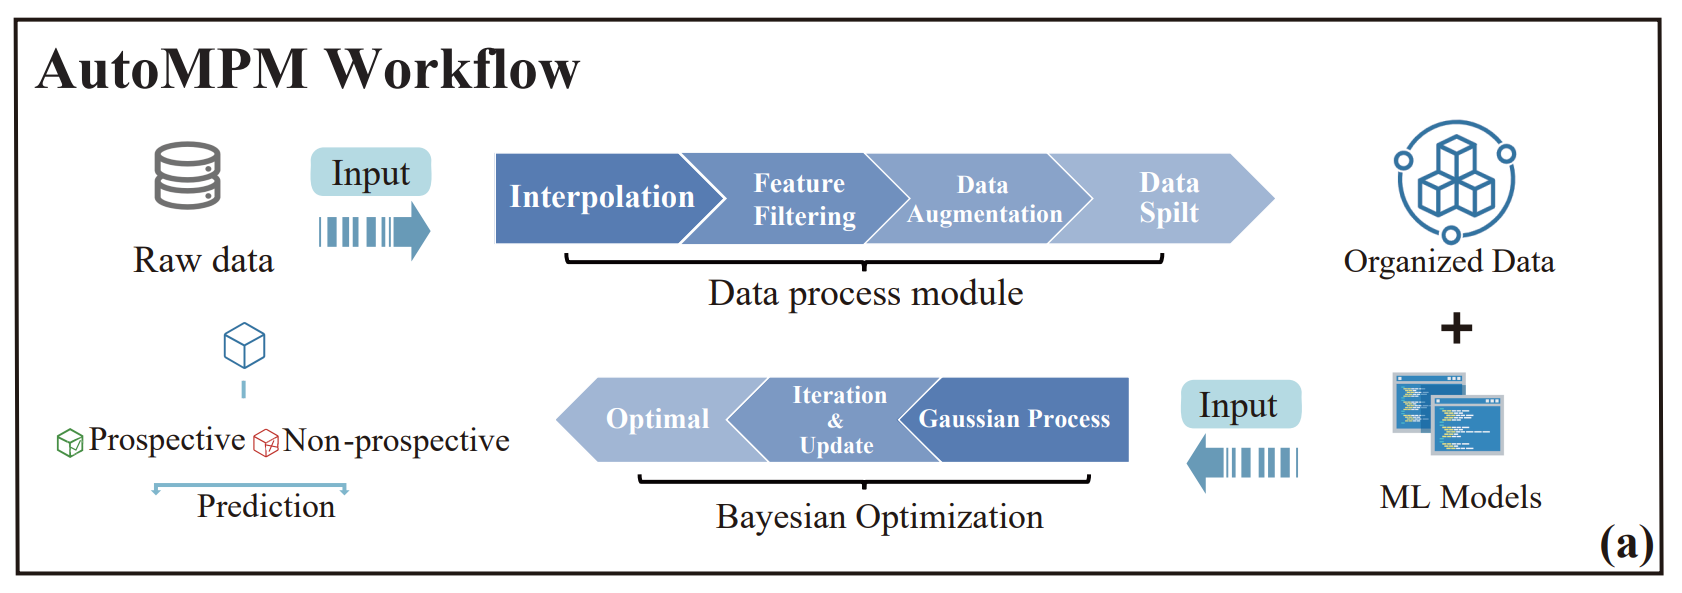 AutoMPM Workflow
Raw data
Input
Interpolation
Feature
Filtering
Data
Augmentation
Data
Spilt
Data process module
Organized Data
+
ML Models
Input
Gaussian Process
Iteration
&
Update
Optimal
Bayesian Optimization
Prospective
Non-prospective
Prediction
(a)